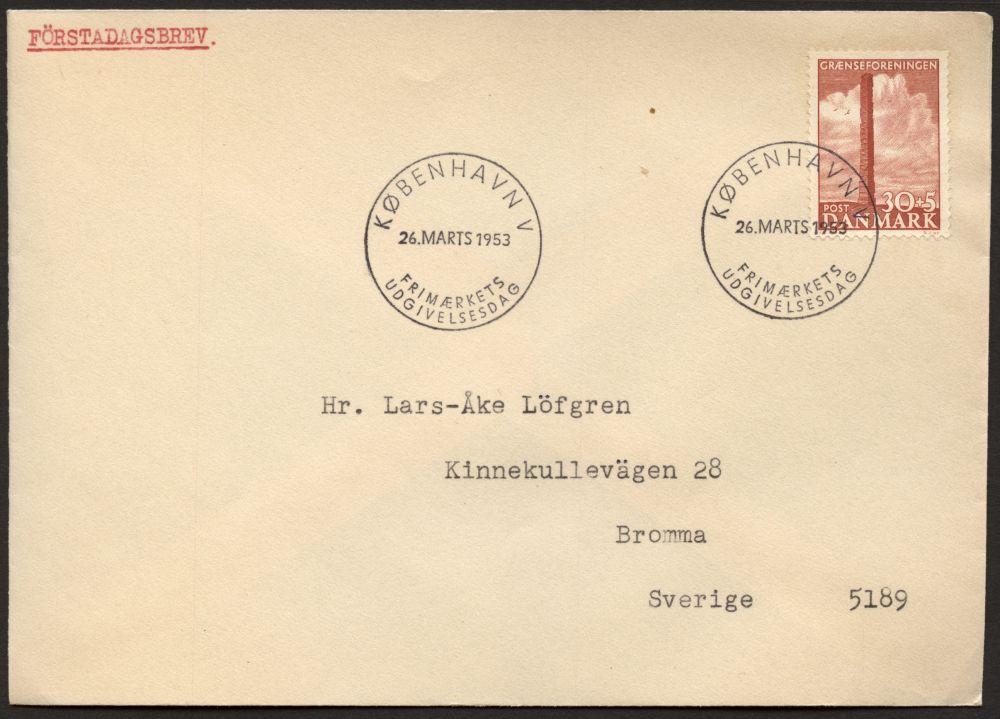 FÖRSTADAGSBREV.
GRÆNSEFORENINGEN
POST 30+5
DANMARK
KØBENHAVN V
26.MARTS 1953
FRIMÆRKETS
UDGIVELSESDAG
KØBENHAVN V
26.MARTS 1953
FRIMÆRKETS
UDGIVELSESDAG
Hr. Lars-Åke Löfgren
Kinnekullevägen 28
Bromma
Sverige 5189